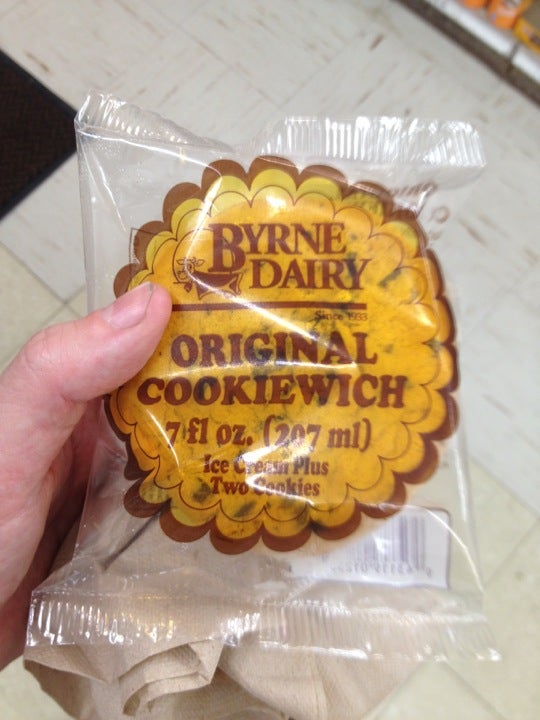 BYRNE
DAIRY
Since 1933
ORIGINAL
COOKIEWICH
7 fl oz. (207 ml)
Ice Cream Plus
Two Cookies